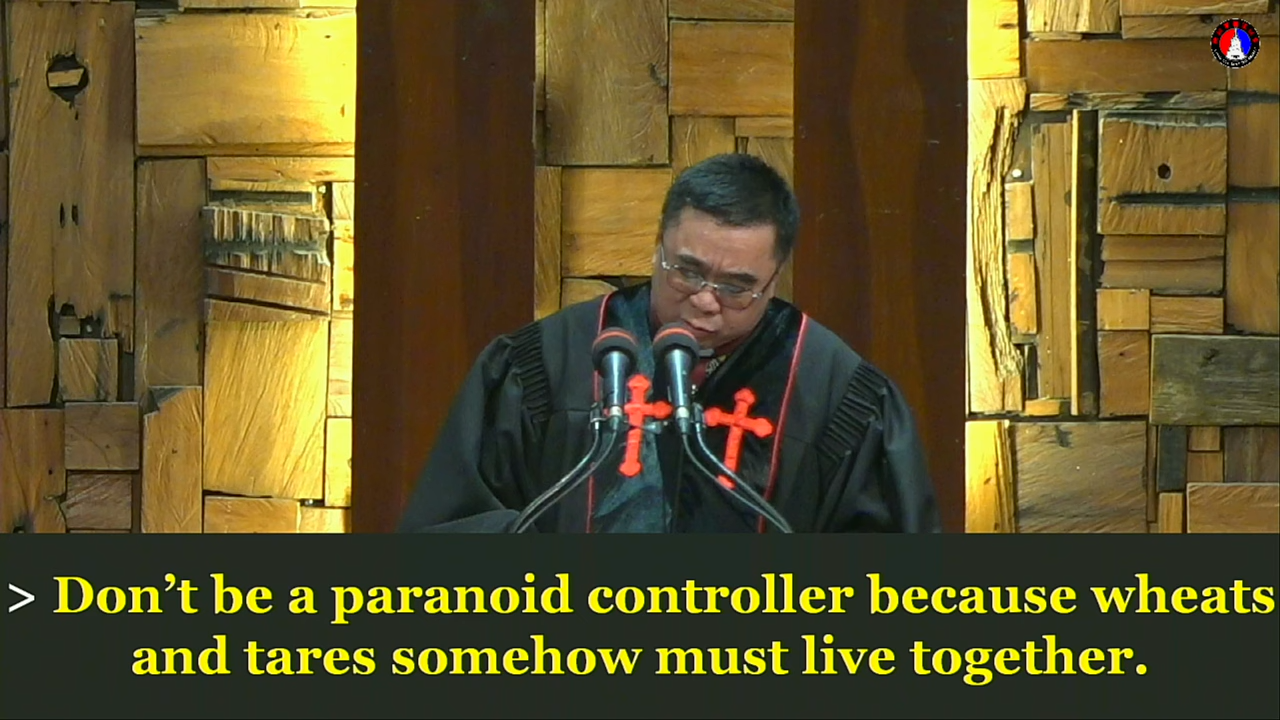 > Don’t be a paranoid controller because wheats
and tares somehow must live together.